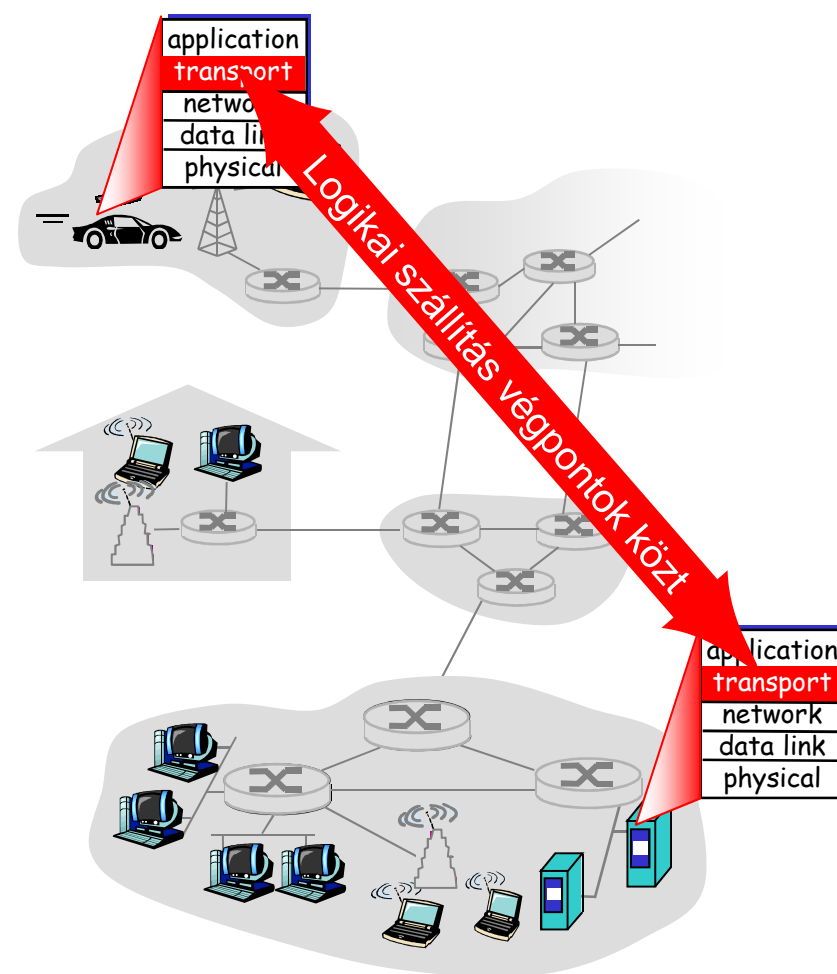 application
transport
network
data link
physical
Logikai szállítás végpontok közt
application
transport
network
data link
physical